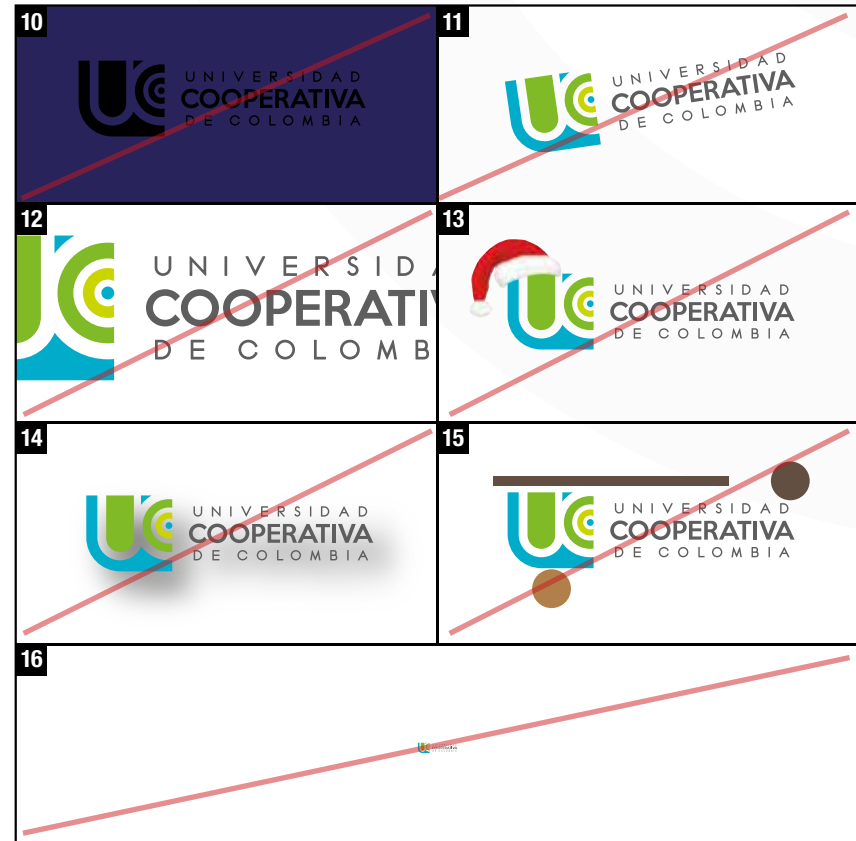 10
UNIVERSIDAD
COOPERATIVA
DE COLOMBIA
11
UNIVERSIDAD
COOPERATIVA
DE COLOMBIA
12
UNIVERSIDA
COOPERATIV
DE COLOMB
13
UNIVERSIDAD
COOPERATIVA
DE COLOMBIA
14
UNIVERSIDAD
COOPERATIVA
DE COLOMBIA
15
UNIVERSIDAD
COOPERATIVA
DE COLOMBIA
16